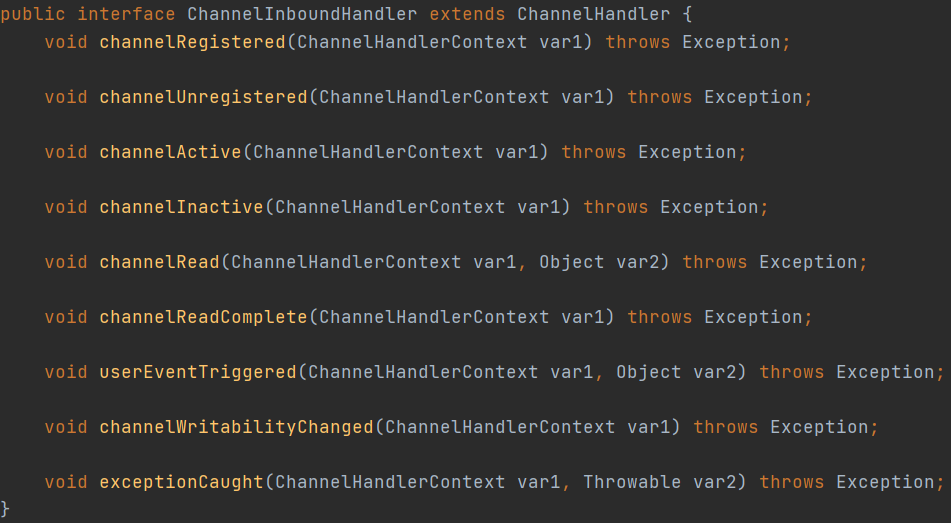 public interface ChannelInboundHandler extends ChannelHandler {
void channelRegistered(ChannelHandlerContext var1) throws Exception;
void channelUnregistered(ChannelHandlerContext var1) throws Exception;
void channelActive(ChannelHandlerContext var1) throws Exception;
void channelInactive(ChannelHandlerContext var1) throws Exception;
void channelRead(ChannelHandlerContext var1, Object var2) throws Exception;
void channelReadComplete(ChannelHandlerContext var1) throws Exception;
void userEventTriggered(ChannelHandlerContext var1, Object var2) throws Exception;
void channelWritabilityChanged(ChannelHandlerContext var1) throws Exception;
void exceptionCaught(ChannelHandlerContext var1, Throwable var2) throws Exception;
}